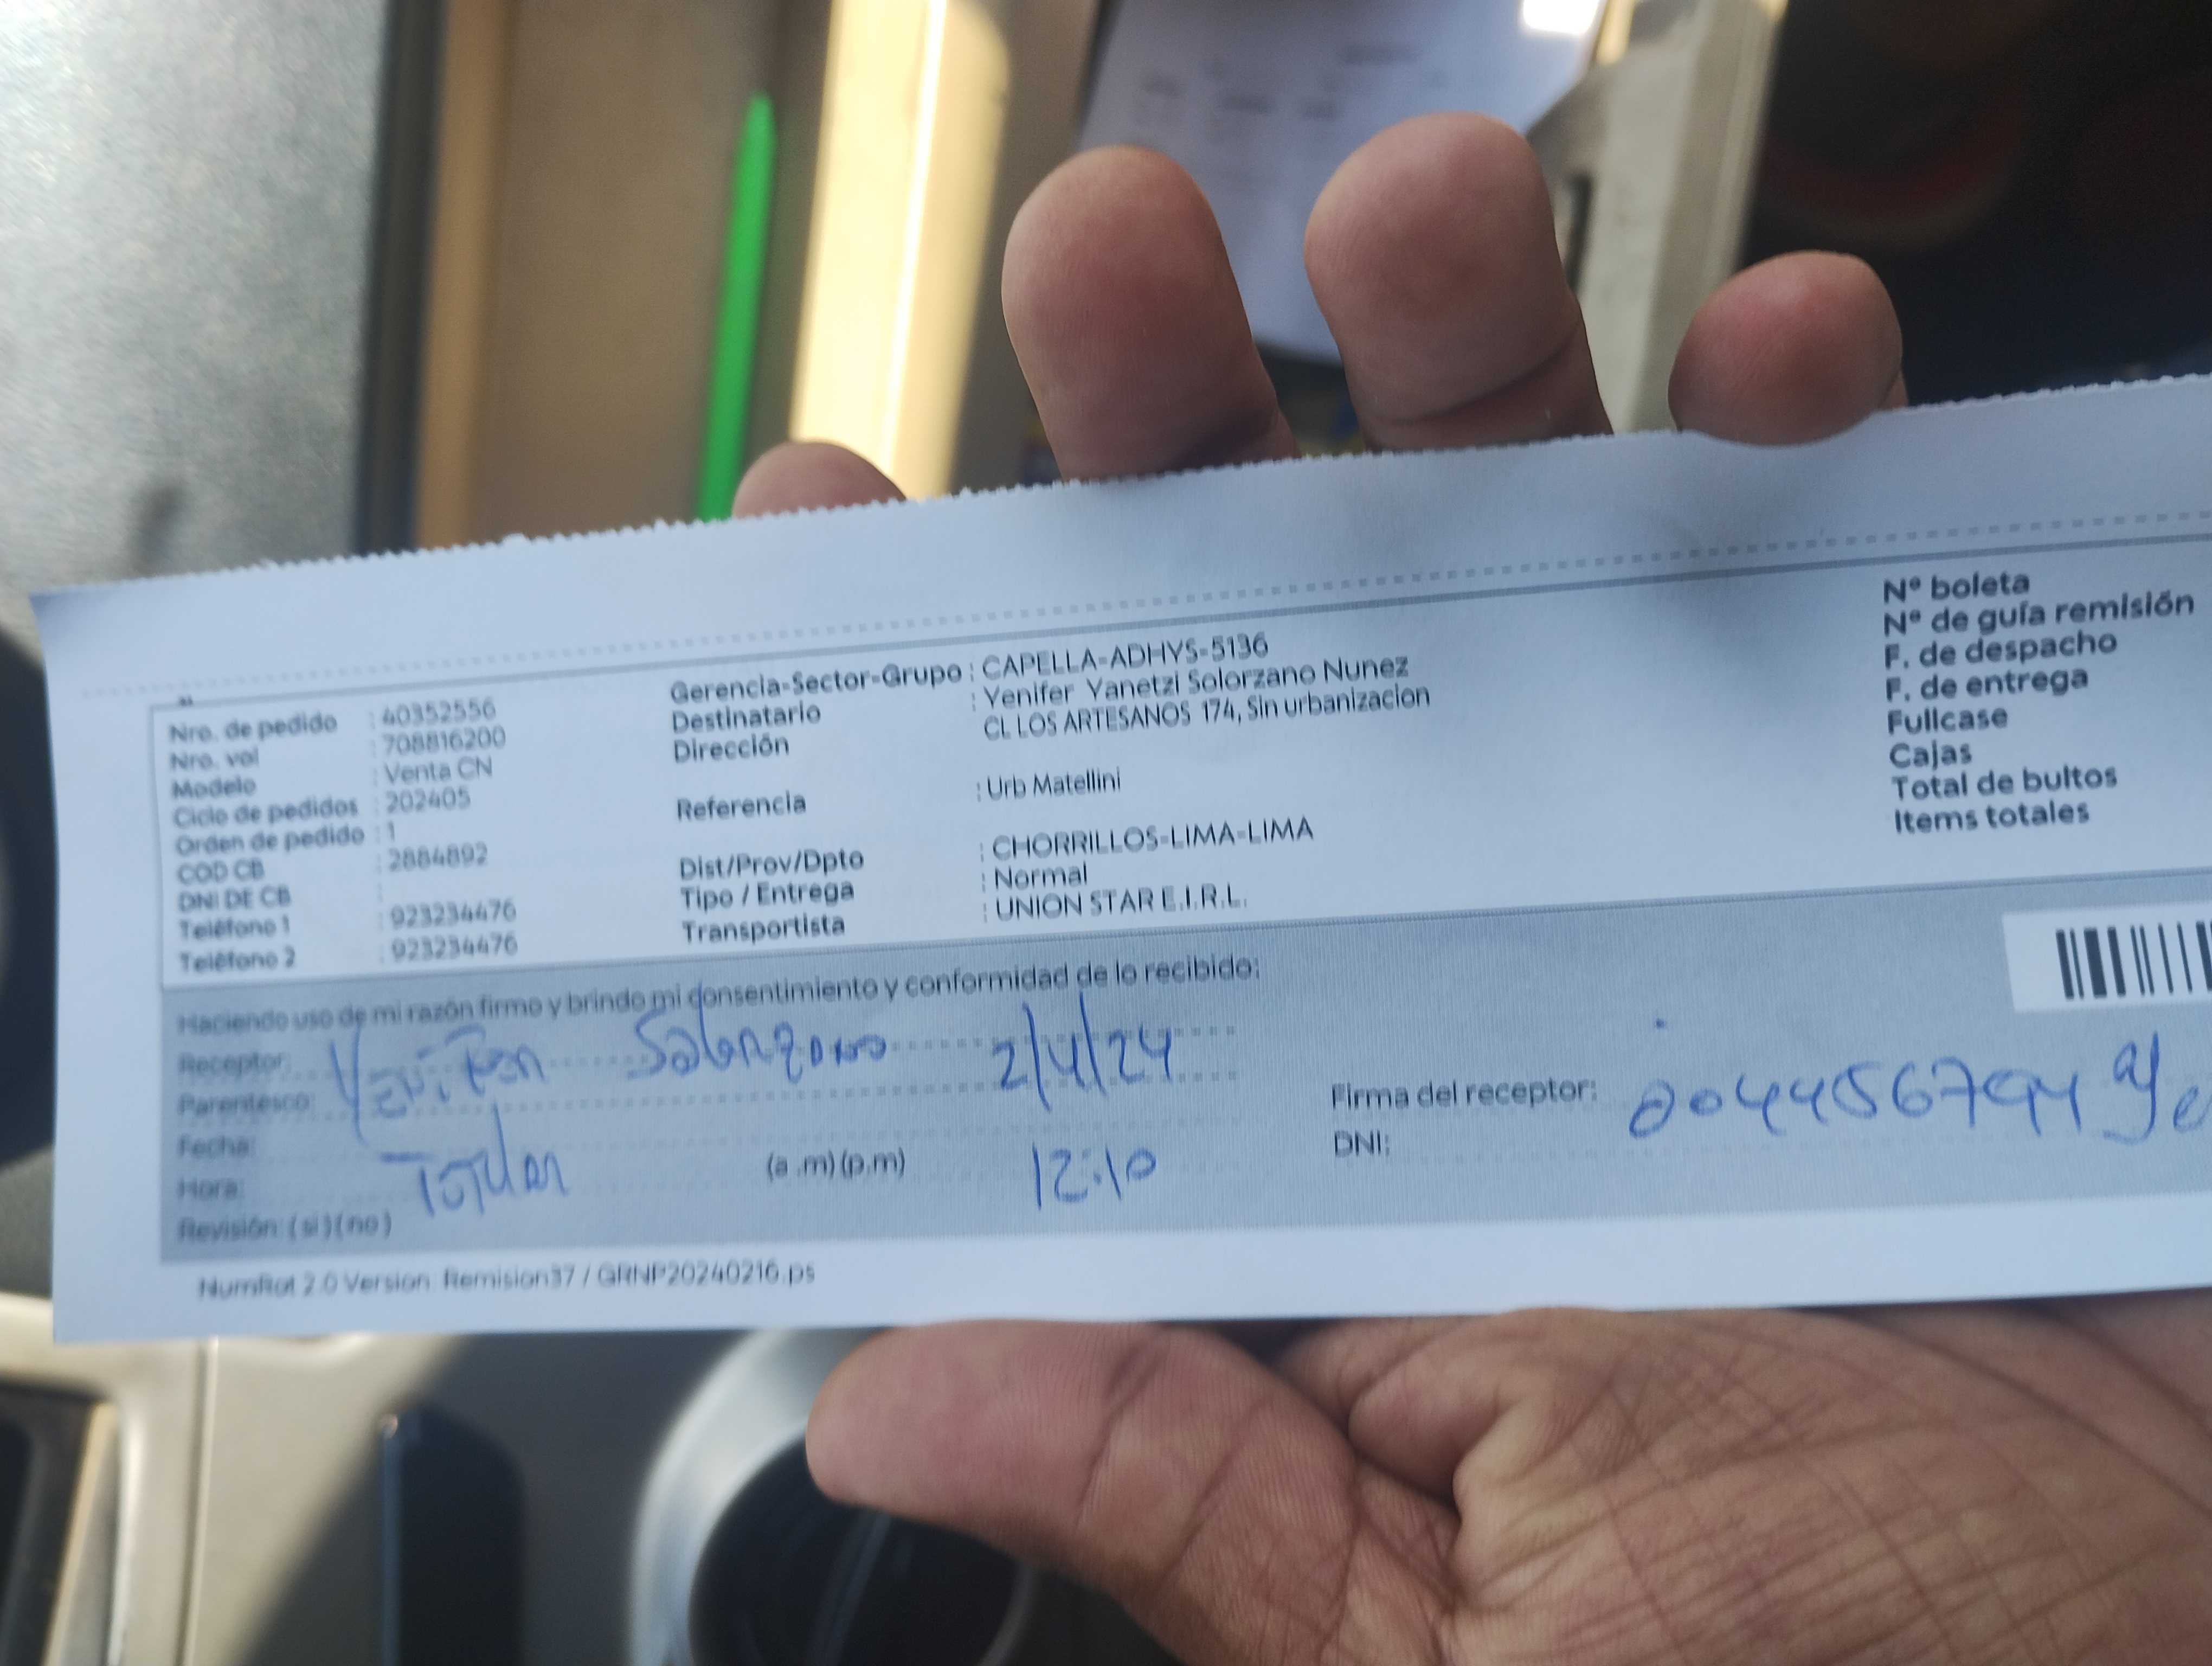 Nro. de pedido : 40352556
Nro. vol : 708816200
Modelo : Venta CN
Ciclo de pedidos : 202405
Orden de pedido : 1
COD CB : 2884892
DNI DE CB :
Teléfono 1 : 923234476
Teléfono 2 : 923234476
Gerencia-Sector-Grupo : CAPELLA-ADHYS-5136
Destinatario : Yenifer Yanetzi Solorzano Nunez
Dirección CL LOS ARTESANOS 174, Sin urbanizacion
Referencia : Urb Matellini
Dist/Prov/Dpto : CHORRILLOS-LIMA-LIMA
Tipo / Entrega : Normal
Transportista : UNION STAR E.I.R.L.
Nº boleta
Nº de guía remisión
F. de despacho
F. de entrega
Fullcase
Cajas
Total de bultos
Items totales
Haciendo uso de mi razón firmo y brindo mi consentimiento y conformidad de lo recibido:
Receptor: Solorzano 2/4/24
Parentesco:
Fecha:
Hora: (a .m) (p.m) 12:10
Revisión: (si) (no)
Firma del receptor:
DNI:
NumRot 2.0 Version: Remision37 / GRNP20240216.ps